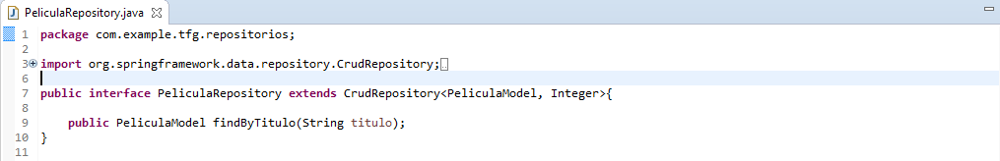 PeliculaRepository.java
1 package com.example.tfg.repositorios;
2
3 import org.springframework.data.repository.CrudRepository;
6
7 public interface PeliculaRepository extends CrudRepository<PeliculaModel, Integer>{
8
9 public PeliculaModel findByTitulo(String titulo);
10 }
11